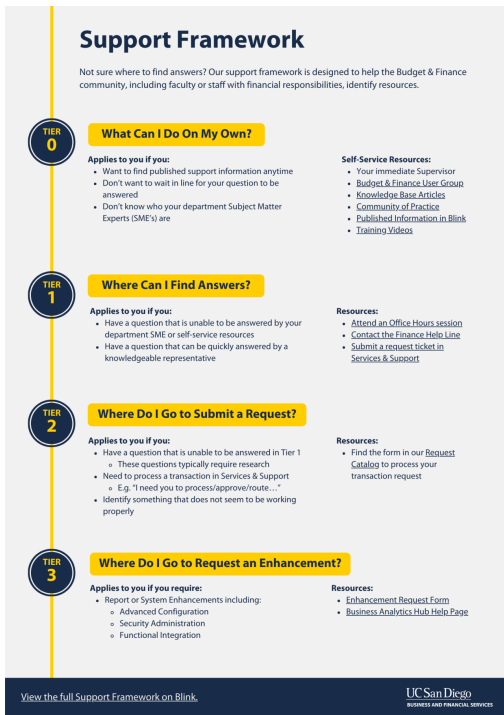 Support Framework
Not sure where to find answers? Our support framework is designed to help the Budget & Finance
community, including faculty or staff with financial responsibilities, identify resources.
TIER
0
What Can I Do On My Own?
Applies to you if you:
• Want to find published support information anytime
• Don't want to wait in line for your question to be
answered
• Don't know who your department Subject Matter
Experts (SME's) are
Self-Service Resources:
• Your immediate Supervisor
• Budget & Finance User Group
• Knowledge Base Articles
• Community of Practice
• Published Information in Blink
• Training Videos
TIER
1
Where Can I Find Answers?
Applies to you if you:
• Have a question that is unable to be answered by your
department SME or self-service resources
• Have a question that can be quickly answered by a
knowledgeable representative
Resources:
• Attend an Office Hours session
• Contact the Finance Help Line
• Submit a request ticket in
Services & Support
TIER
2
Where Do I Go to Submit a Request?
Applies to you if you:
• Have a question that is unable to be answered in Tier 1
◦ These questions typically require research
• Need to process a transaction in Services & Support
◦ E.g. "I need you to process/approve/route…"
• Identify something that does not seem to be working
properly
Resources:
• Find the form in our Request
Catalog to process your
transaction request
TIER
3
Where Do I Go to Request an Enhancement?
Applies to you if you require:
• Report or System Enhancements including:
◦ Advanced Configuration
◦ Security Administration
◦ Functional Integration
Resources:
• Enhancement Request Form
• Business Analytics Hub Help Page
View the full Support Framework on Blink.
UC San Diego
BUSINESS AND FINANCIAL SERVICES